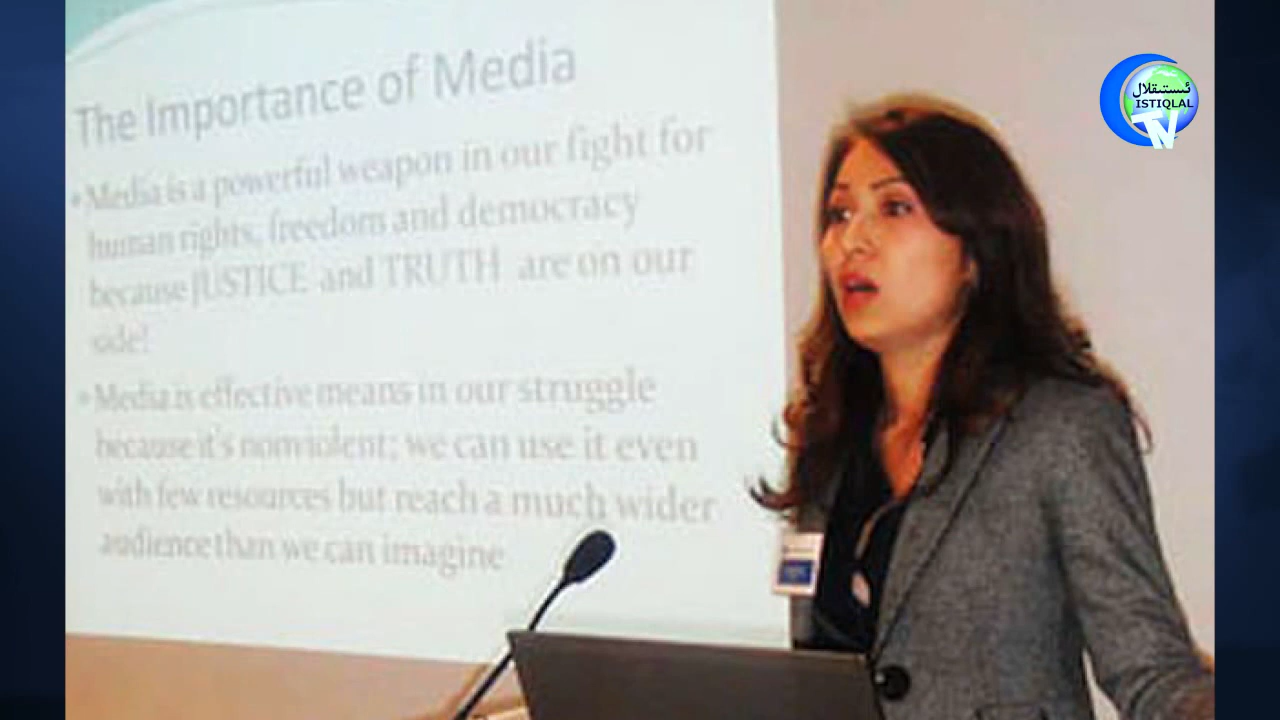 The Importance of Media
• Media is a powerful weapon in our fight for
human rights, freedom and democracy
because JUSTICE and TRUTH are on our
side!
• Media is effective means in our struggle
because it's nonviolent; we can use it even
with few resources but reach a much wider
audience than we can imagine
ئىستىقلال
ISTIQLAL
TV